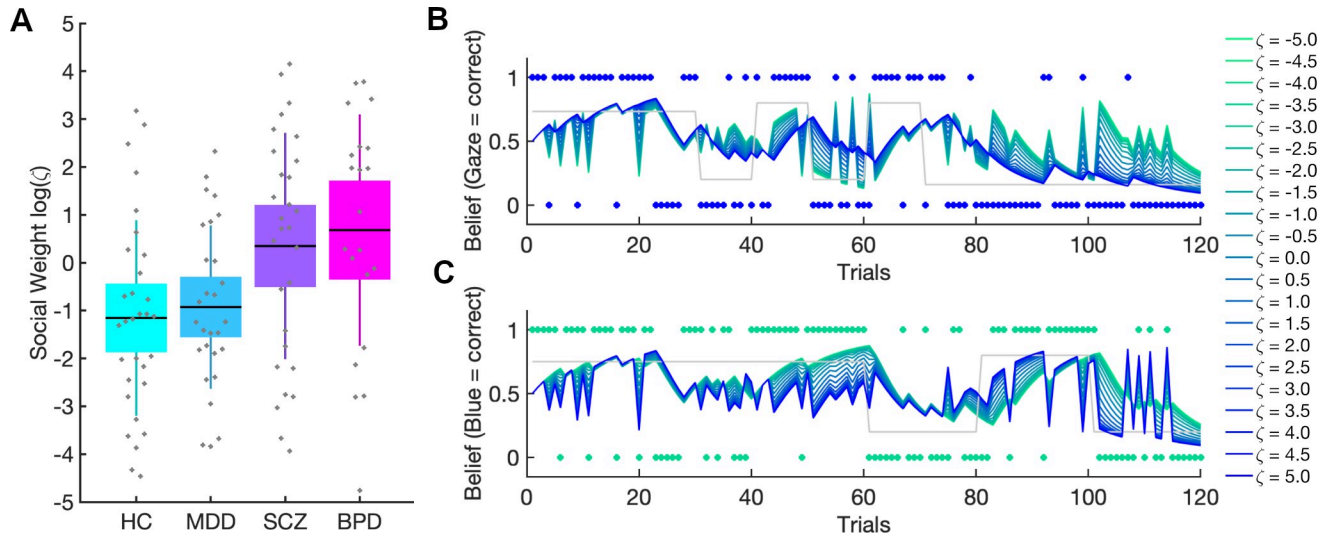 A
Social Weight log(ζ)
5
4
3
2
1
0
-1
-2
-3
-4
-5
HC MDD SCZ BPD
B
Belief (Gaze = correct)
1
0.5
0
1 20 40 60 80 100 120
Trials
C
Belief (Blue = correct)
1
0.5
0
1 20 40 60 80 100 120
Trials
ζ = -5.0
ζ = -4.5
ζ = -4.0
ζ = -3.5
ζ = -3.0
ζ = -2.5
ζ = -2.0
ζ = -1.5
ζ = -1.0
ζ = -0.5
ζ = 0.0
ζ = 0.5
ζ = 1.0
ζ = 1.5
ζ = 2.0
ζ = 2.5
ζ = 3.0
ζ = 3.5
ζ = 4.0
ζ = 4.5
ζ = 5.0